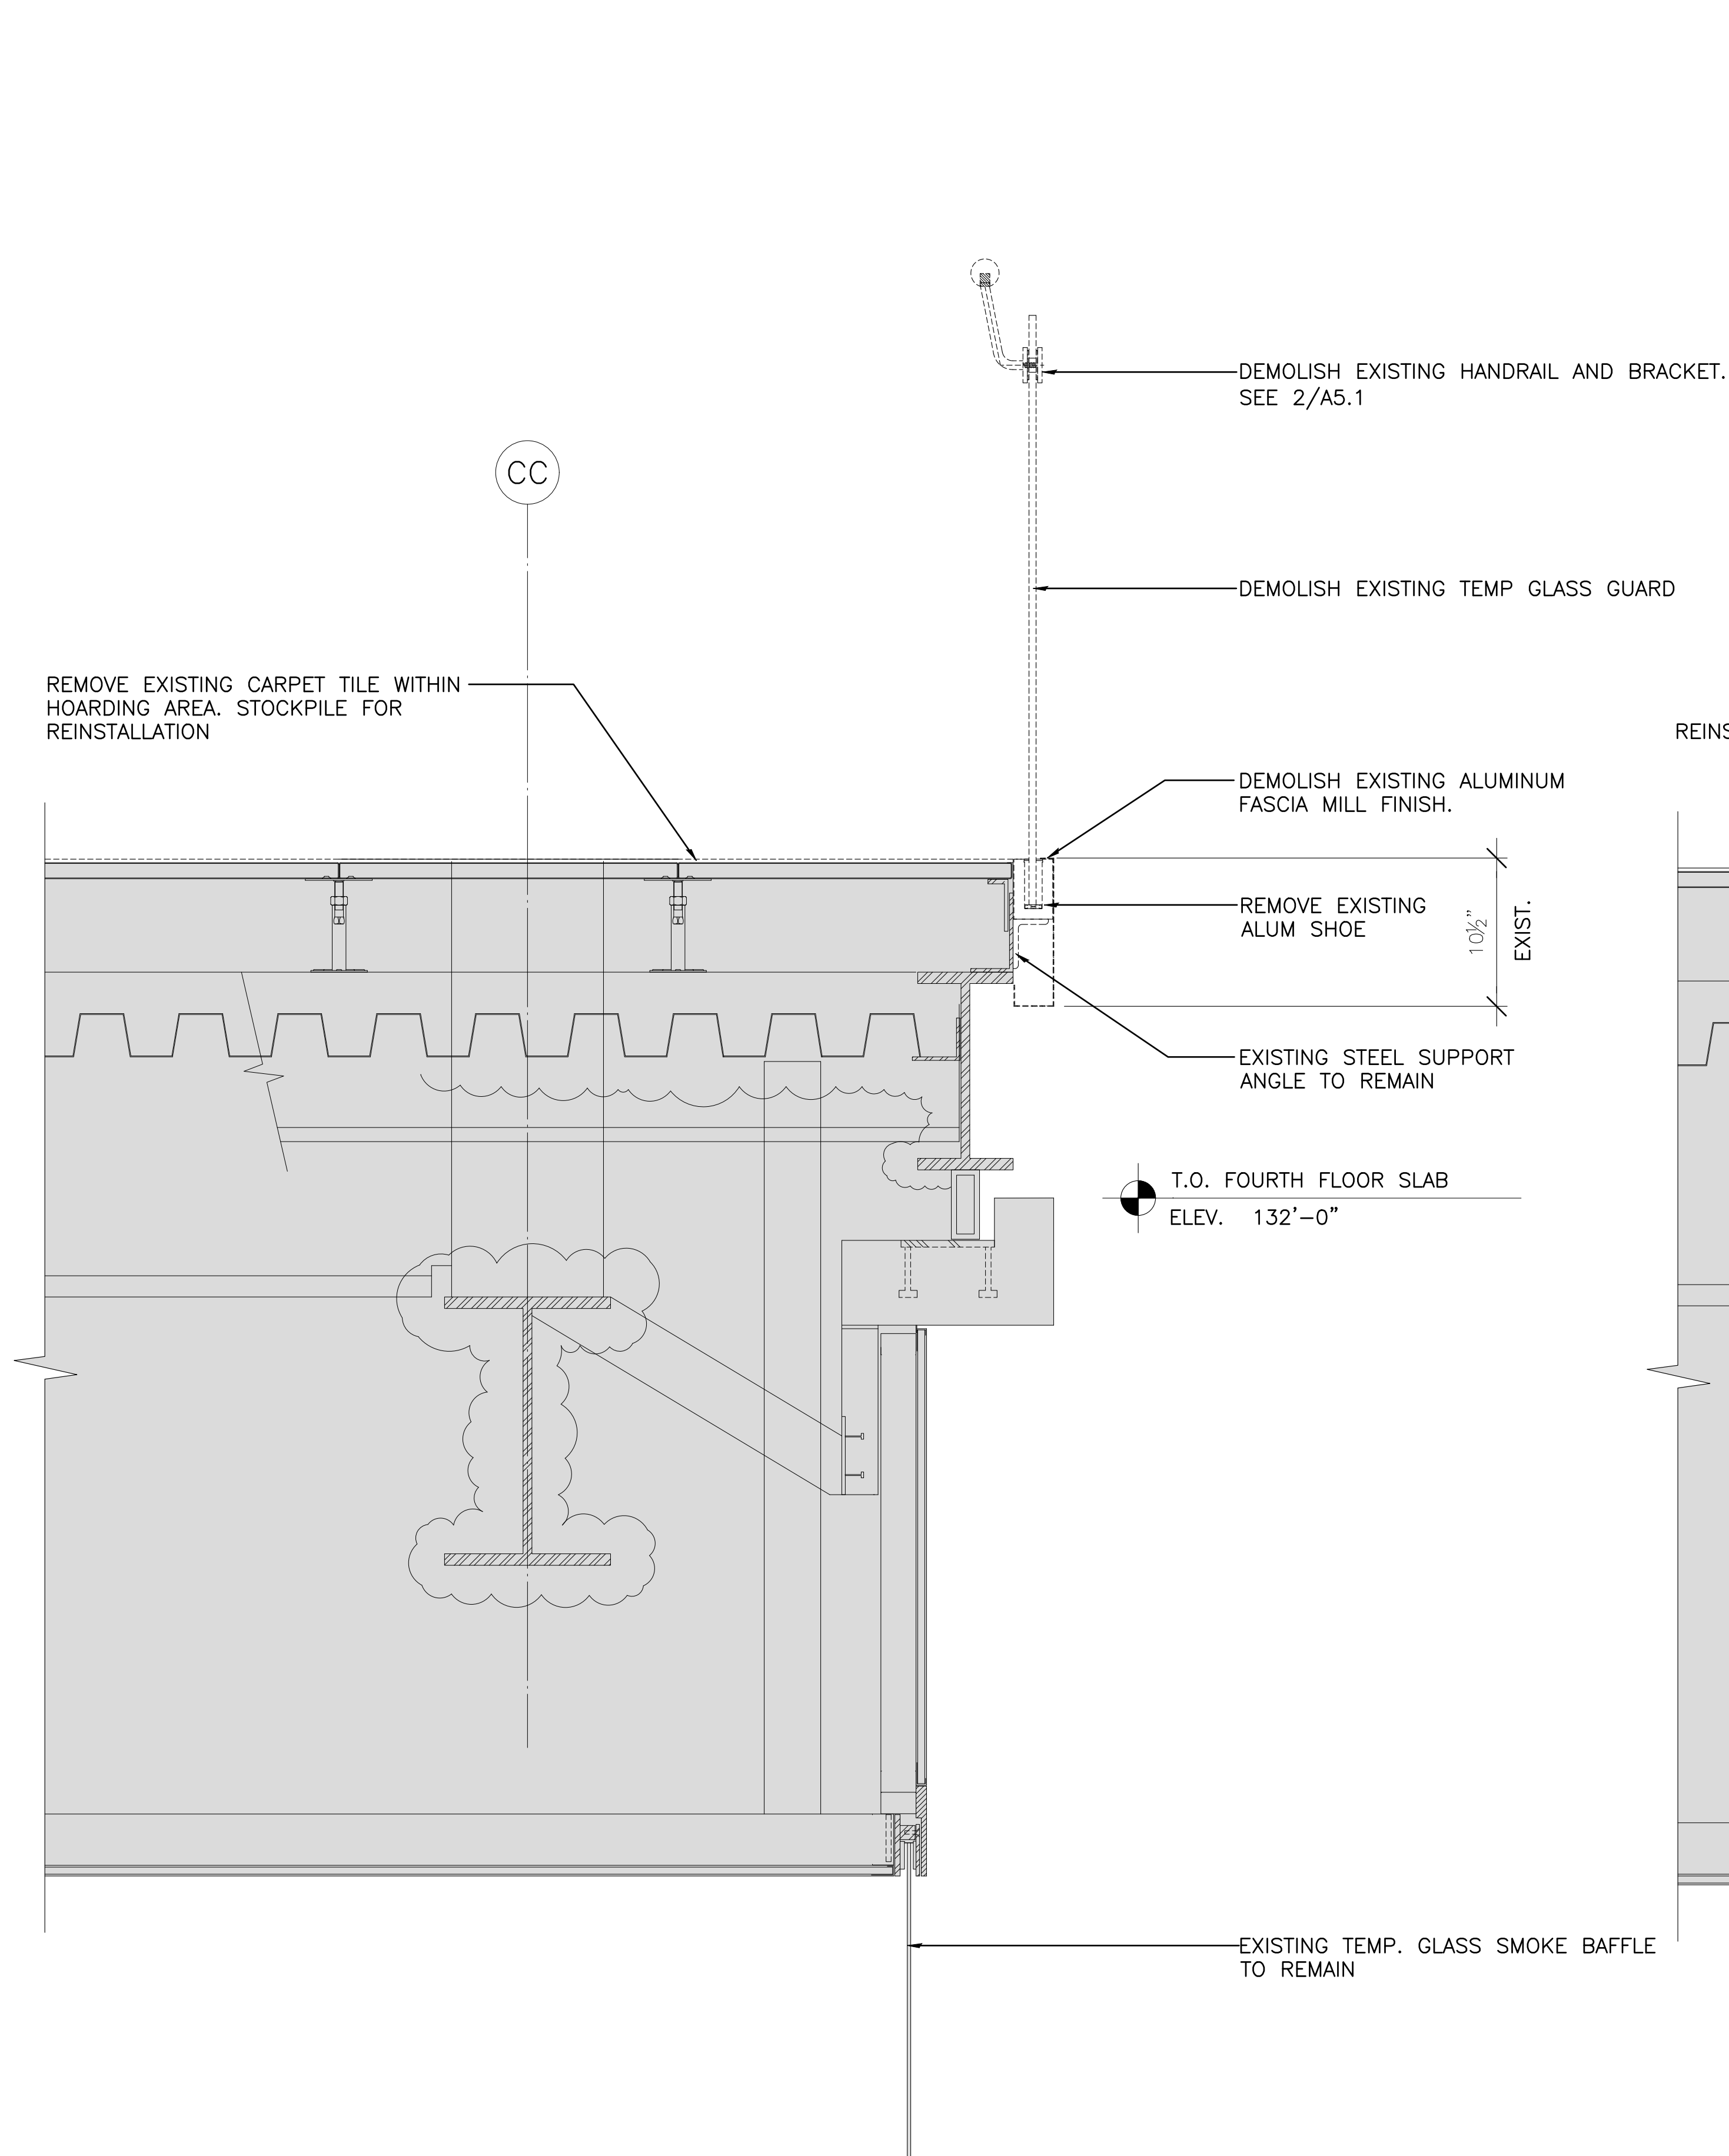 DEMOLISH EXISTING HANDRAIL AND BRACKET.
SEE 2/A5.1
CC
DEMOLISH EXISTING TEMP GLASS GUARD
REMOVE EXISTING CARPET TILE WITHIN
HOARDING AREA. STOCKPILE FOR
REINSTALLATION
REINS
DEMOLISH EXISTING ALUMINUM
FASCIA MILL FINISH.
REMOVE EXISTING
ALUM SHOE
10½"
EXIST.
EXISTING STEEL SUPPORT
ANGLE TO REMAIN
T.O. FOURTH FLOOR SLAB
ELEV. 132'-0"
EXISTING TEMP. GLASS SMOKE BAFFLE
TO REMAIN